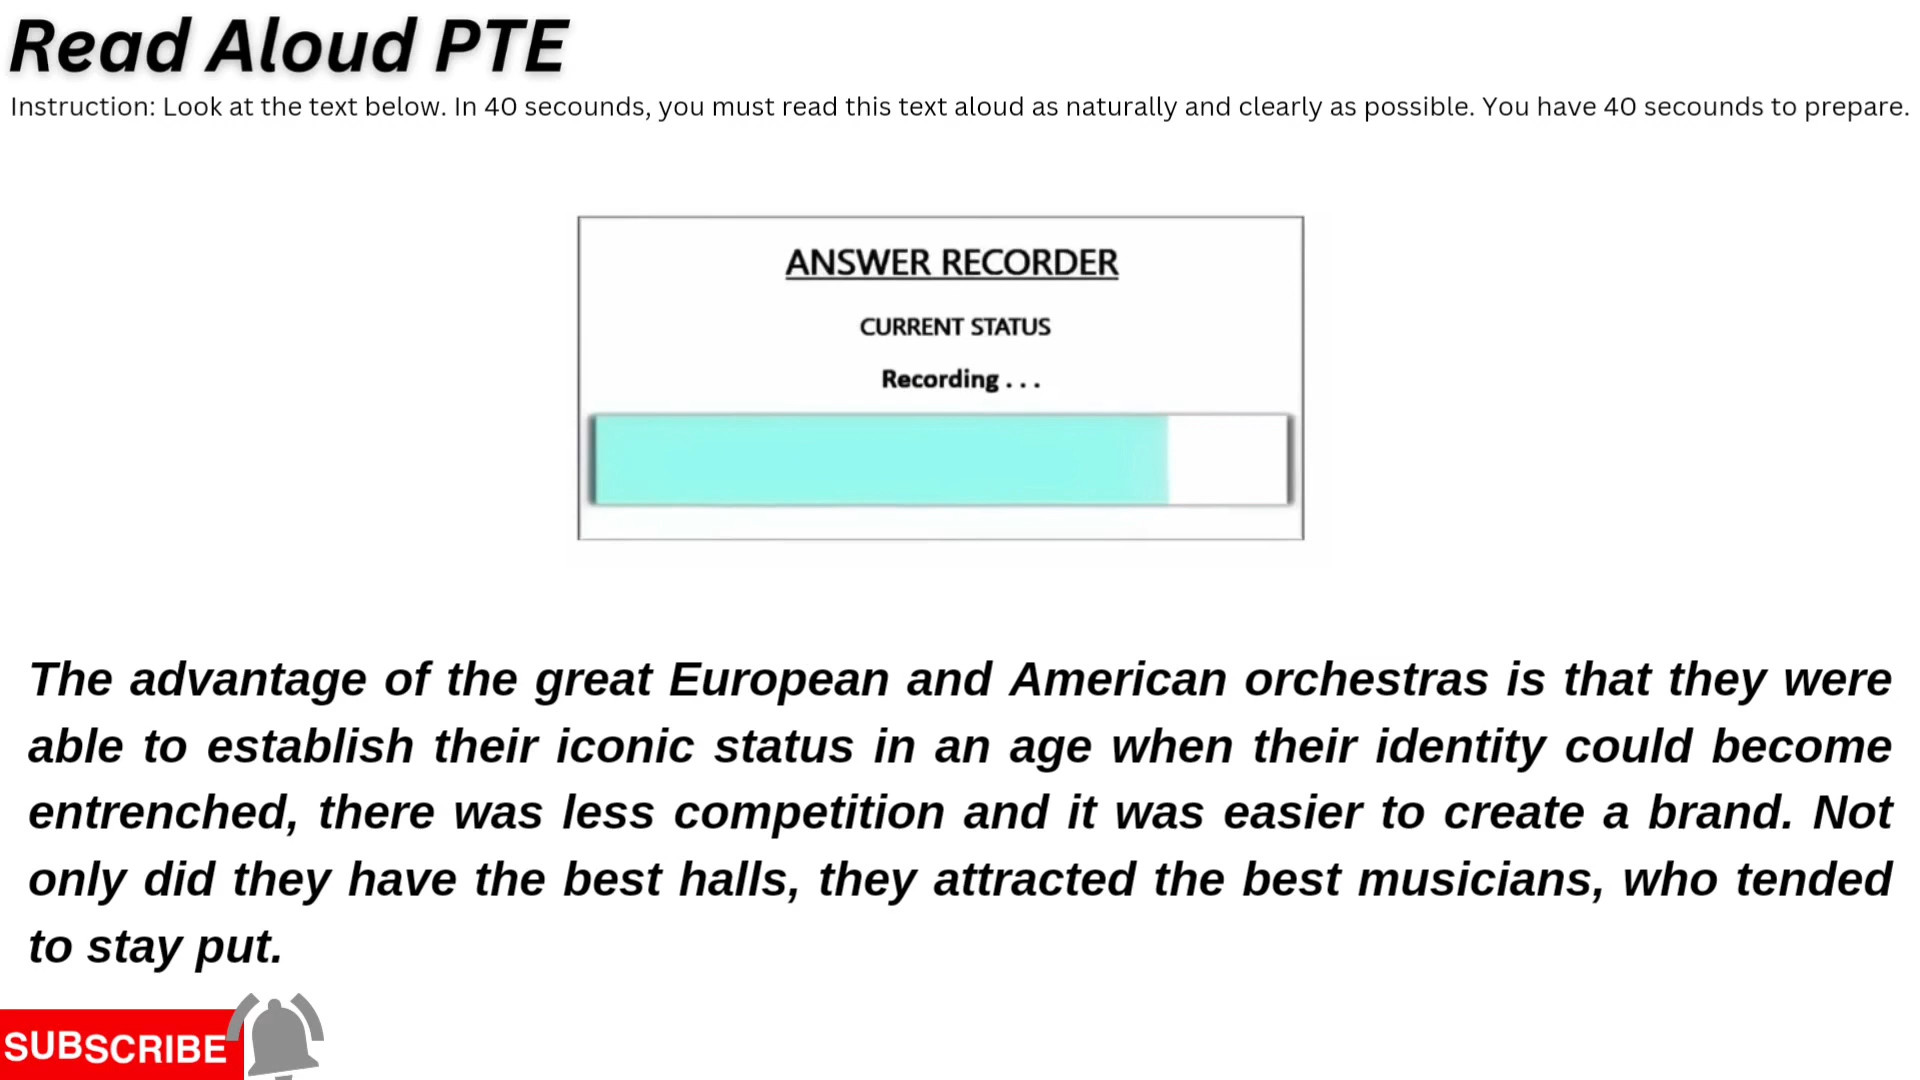 Read Aloud PTE
Instruction: Look at the text below. In 40 secounds, you must read this text aloud as naturally and clearly as possible. You have 40 secounds to prepare.
ANSWER RECORDER
CURRENT STATUS
Recording . . .
The advantage of the great European and American orchestras is that they were
able to establish their iconic status in an age when their identity could become
entrenched, there was less competition and it was easier to create a brand. Not
only did they have the best halls, they attracted the best musicians, who tended
to stay put.
SUBSCRIBE